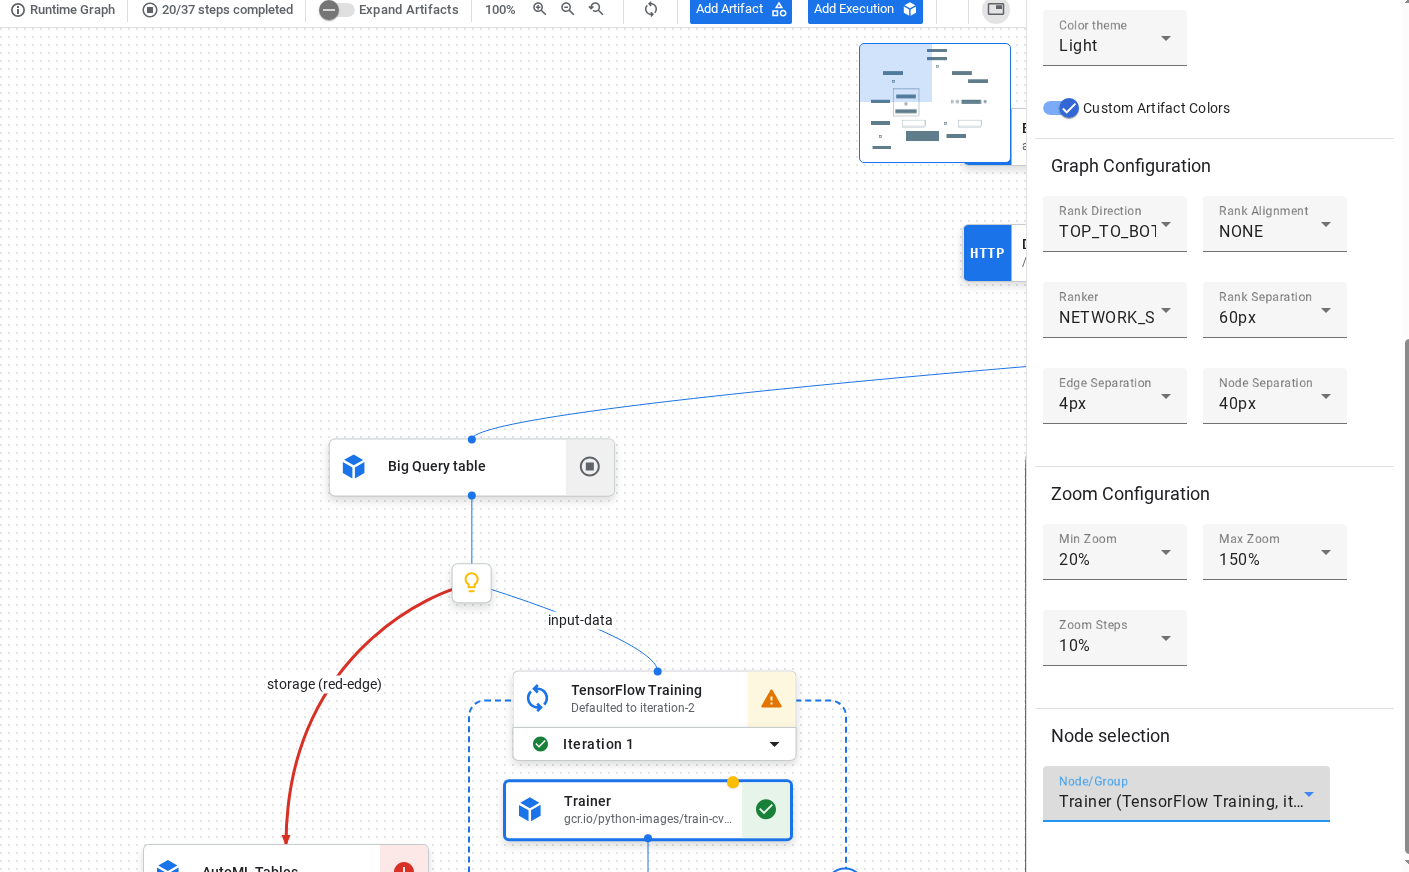 Runtime Graph
20/37 steps completed
Expand Artifacts
100%
Add Artifact
Add Execution
HTTP
Big Query table
input-data
storage (red-edge)
TensorFlow Training
Defaulted to iteration-2
Iteration 1
Trainer
gcr.io/python-images/train-cv...
AutoML Tables
Color theme
Light
Custom Artifact Colors
Graph Configuration
Rank Direction
TOP_TO_BOT
Rank Alignment
NONE
Ranker
NETWORK_S
Rank Separation
60px
Edge Separation
4px
Node Separation
40px
Zoom Configuration
Min Zoom
20%
Max Zoom
150%
Zoom Steps
10%
Node selection
Node/Group
Trainer (TensorFlow Training, it...